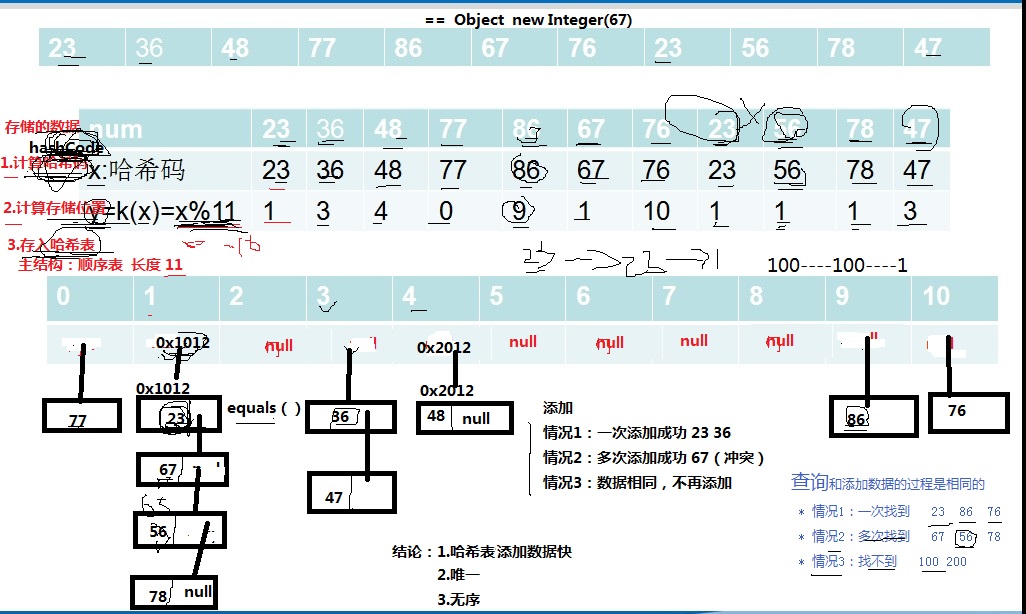 == Object new Integer(67)
23 36 48 77 86 67 76 23 56 78 47
存储的数据 num 23 36 48 77 86 67 76 23 56 78 47
hashCode
1.计算哈希码 x:哈希码 23 36 48 77 86 67 76 23 56 78 47
2.计算存储位置 y=k(x)=x%11 1 3 4 0 9 1 10 1 1 1 3
3.存入哈希表
主结构：顺序表 长度 11
23 23 1 100----100----1
0 1 2 3 4 5 6 7 8 9 10
0x1012 null 0x2012 null null null null
0x1012 0x2012
77 23 equals ( ) 36 48 null 86 76
添加
情况1：一次添加成功 23 36
67 情况2：多次添加成功 67（冲突）
47 情况3：数据相同，不再添加
查询和添加数据的过程是相同的
* 情况1：一次找到 23 86 76
56 * 情况2：多次找到 67 56 78
* 情况3：找不到 100 200
结论：1.哈希表添加数据快
2.唯一
78 null
3.无序